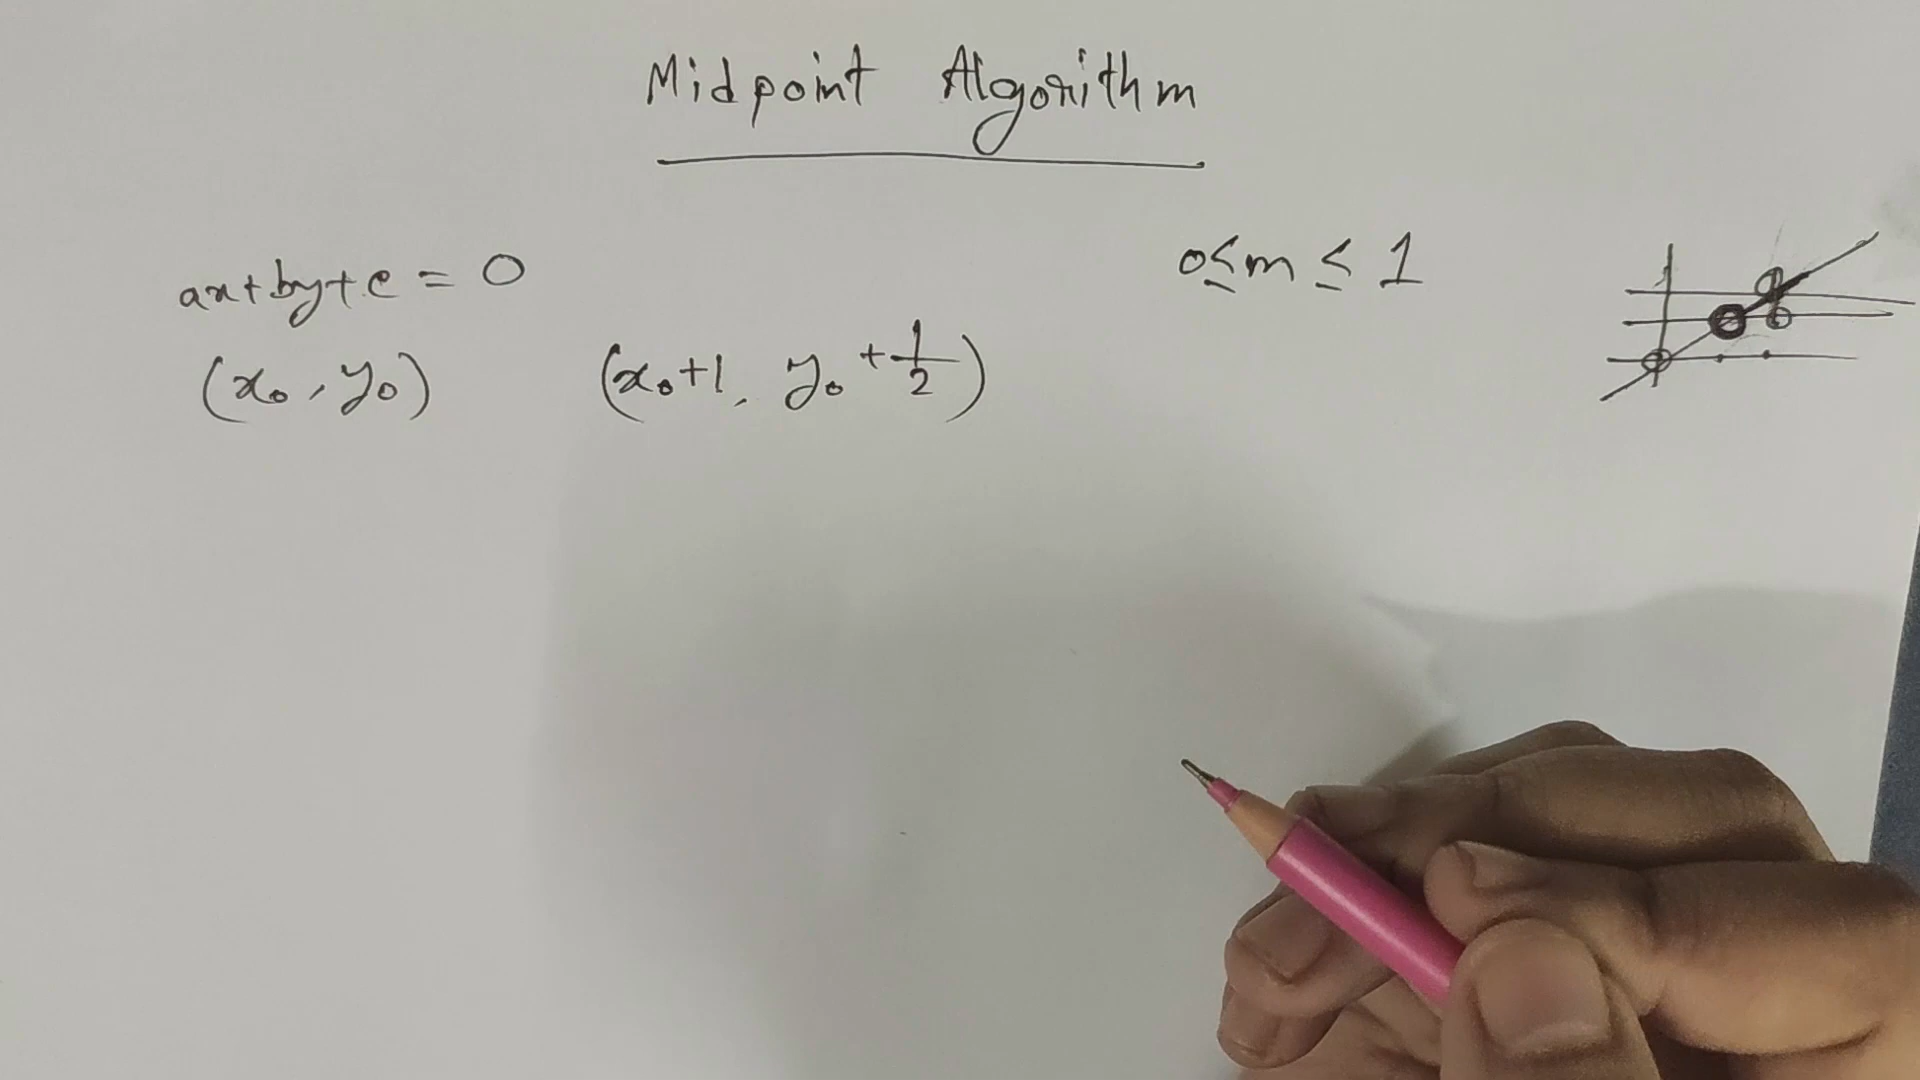 Midpoint Algorithm
ax+by+c = 0
0≤m ≤ 1
(x₀, y₀) (x₀+1, y₀ + 1/2)